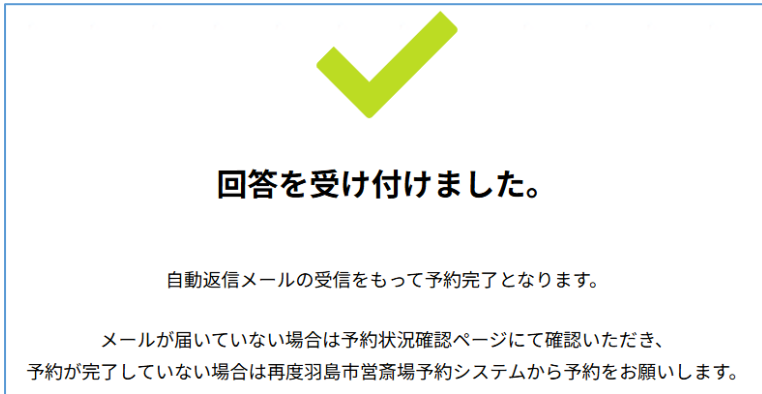 回答を受け付けました。
自動返信メールの受信をもって予約完了となります。
メールが届いていない場合は予約状況確認ページにて確認いただき、
予約が完了していない場合は再度羽島市営斎場予約システムから予約をお願いします。